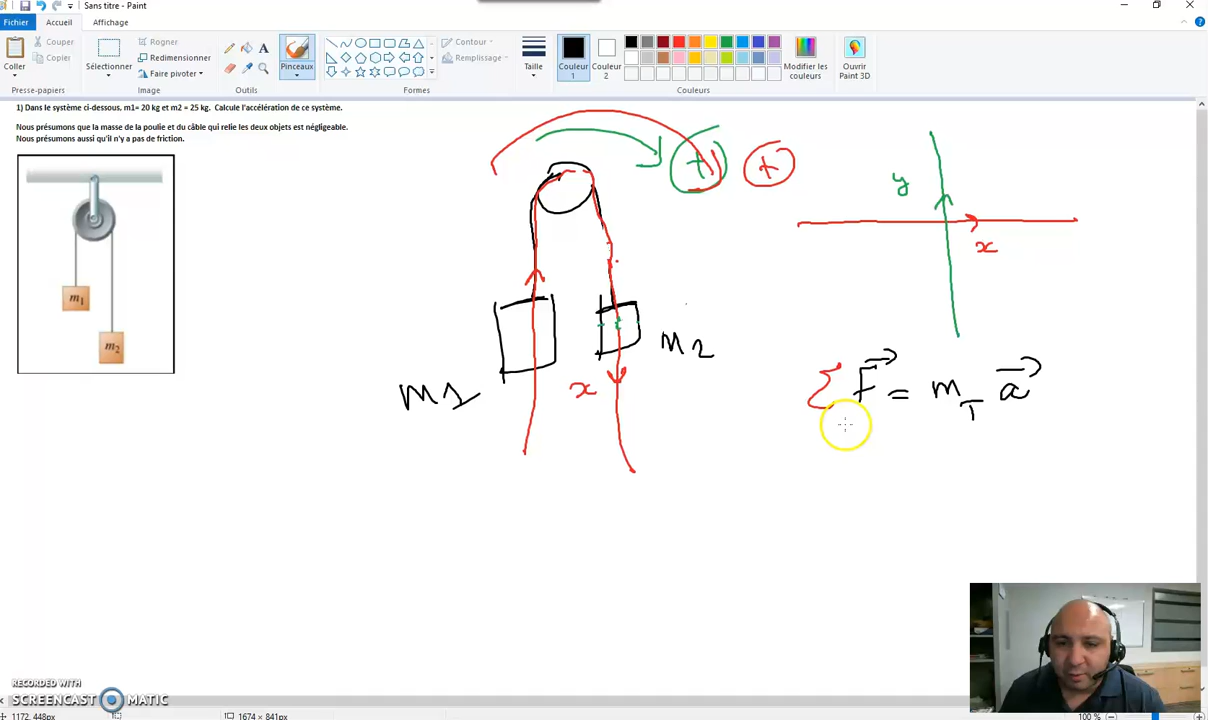 Sans titre - Paint
Fichier Accueil Affichage
Coller
Couper
Copier
Presse-papiers
Sélectionner
Rogner
Redimensionner
Faire pivoter
Image
A
Outils
Pinceaux
Contour
Remplissage
Formes
Taille
Couleur 1
Couleur 2
Couleurs
Modifier les couleurs
Ouvrir Paint 3D
1) Dans le système ci-dessous, m1= 20 kg et m2 = 25 kg. Calcule l'accélération de ce système.
Nous présumons que la masse de la poulie et du câble qui relie les deux objets est négligeable.
Nous présumons aussi qu'il n'y a pas de friction.
m1
m2
+ +
y
x
M1
M2
x
Σ F = m T a
RECORDED WITH
SCREENCAST MATIC
1172, 448px
1674 × 841px
100 %